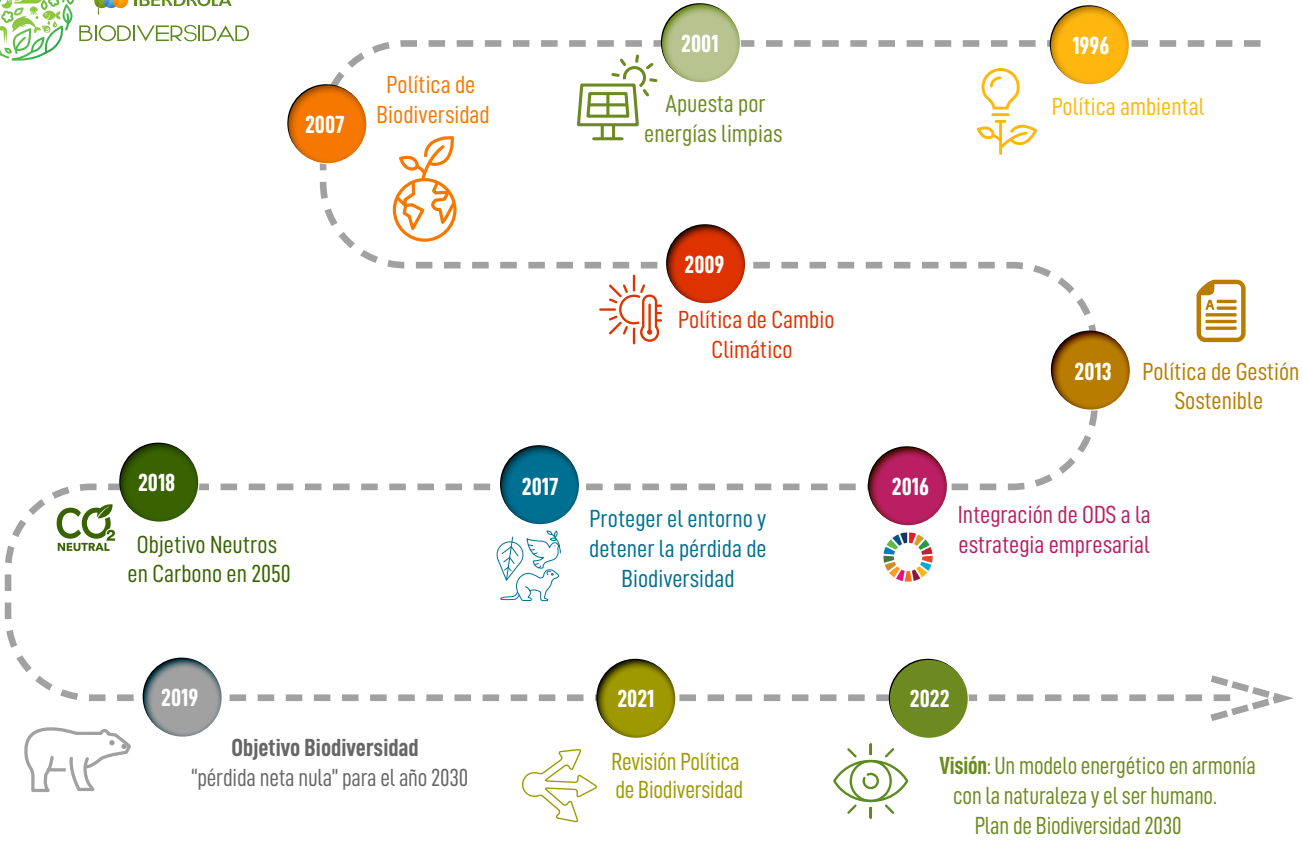 IBERDROLA
BIODIVERSIDAD
1996
Política ambiental
2001
Apuesta por
energías limpias
2007
Política de
Biodiversidad
2009
Política de Cambio
Climático
2013
A
Política de Gestión
Sostenible
2016
Integración de ODS a la
estrategia empresarial
2017
Proteger el entorno y
detener la pérdida de
Biodiversidad
2018
CO2
NEUTRAL
Objetivo Neutros
en Carbono en 2050
2019
Objetivo Biodiversidad
"pérdida neta nula" para el año 2030
2021
Revisión Política
de Biodiversidad
2022
Visión: Un modelo energético en armonía
con la naturaleza y el ser humano.
Plan de Biodiversidad 2030